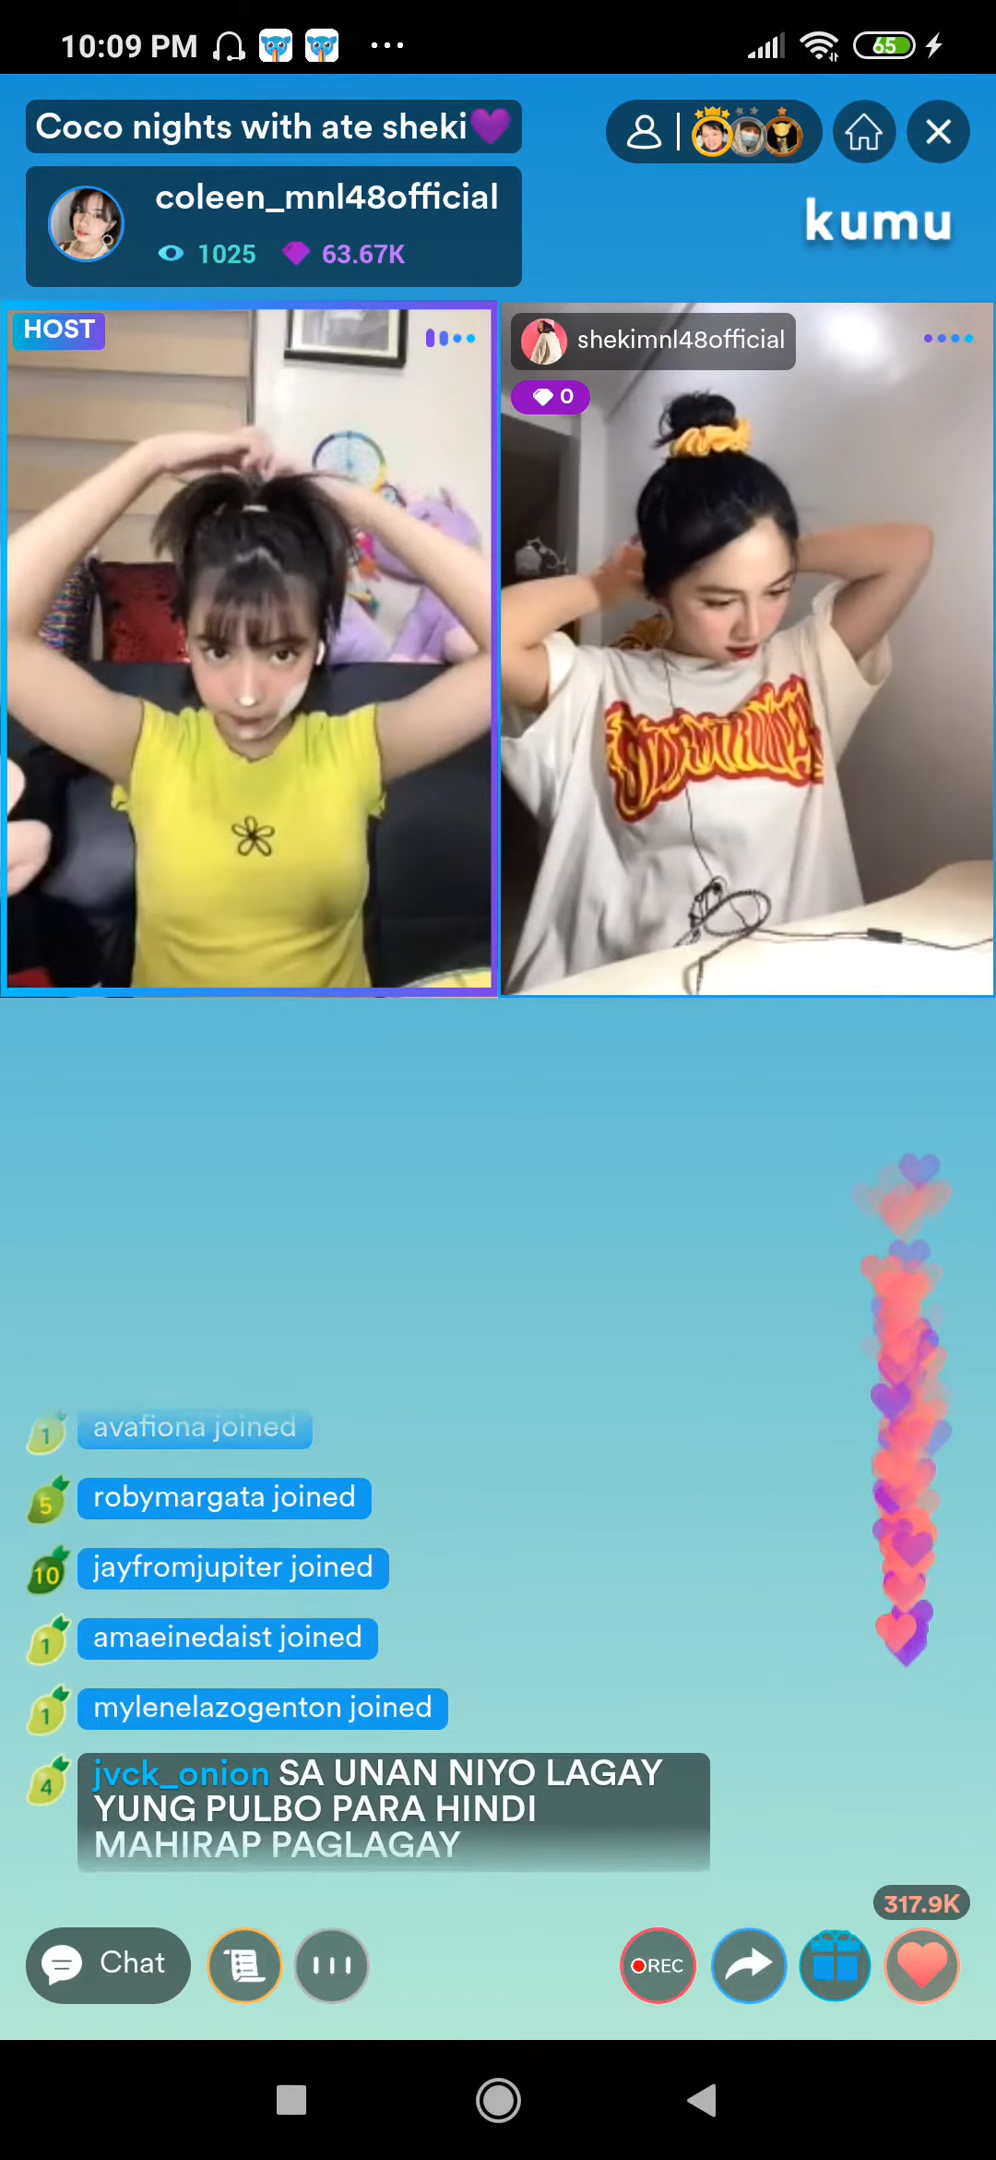 10:09 PM
65
Coco nights with ate sheki💜
coleen_mnl48official
1025 63.67K
kumu
HOST
shekimnl48official
0
1 avafiona joined
5 robymargata joined
10 jayfromjupiter joined
1 amaeinedaist joined
1 mylenelazogenton joined
4 jvck_onion SA UNAN NIYO LAGAY
YUNG PULBO PARA HINDI
MAHIRAP PAGLAGAY
317.9K
Chat
REC